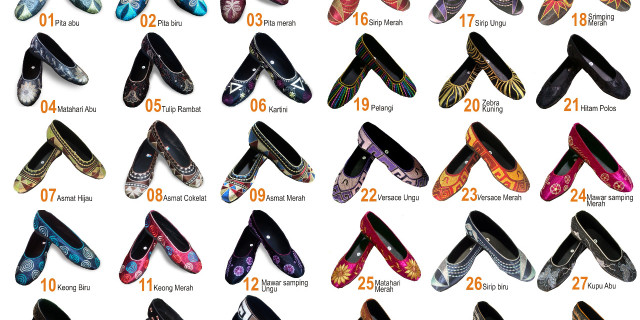 01 Pita abu
02 Pita biru
03 Pita merah
16 Sirip Merah
17 Sirip Ungu
18 Srimping
Merah
04 Matahari Abu
05 Tulip Rambat
06 Kartini
19 Pelangi
20 Zebra
Kuning
21 Hitam Polos
07 Asmat Hijau
08 Asmat Cokelat
09 Asmat Merah
22 Versace Ungu
23 Versace Merah
24 Mawar samping
Merah
10 Keong Biru
11 Keong Merah
12 Mawar samping
Ungu
25 Matahari
Merah
26 Sirip biru
27 Kupu Abu